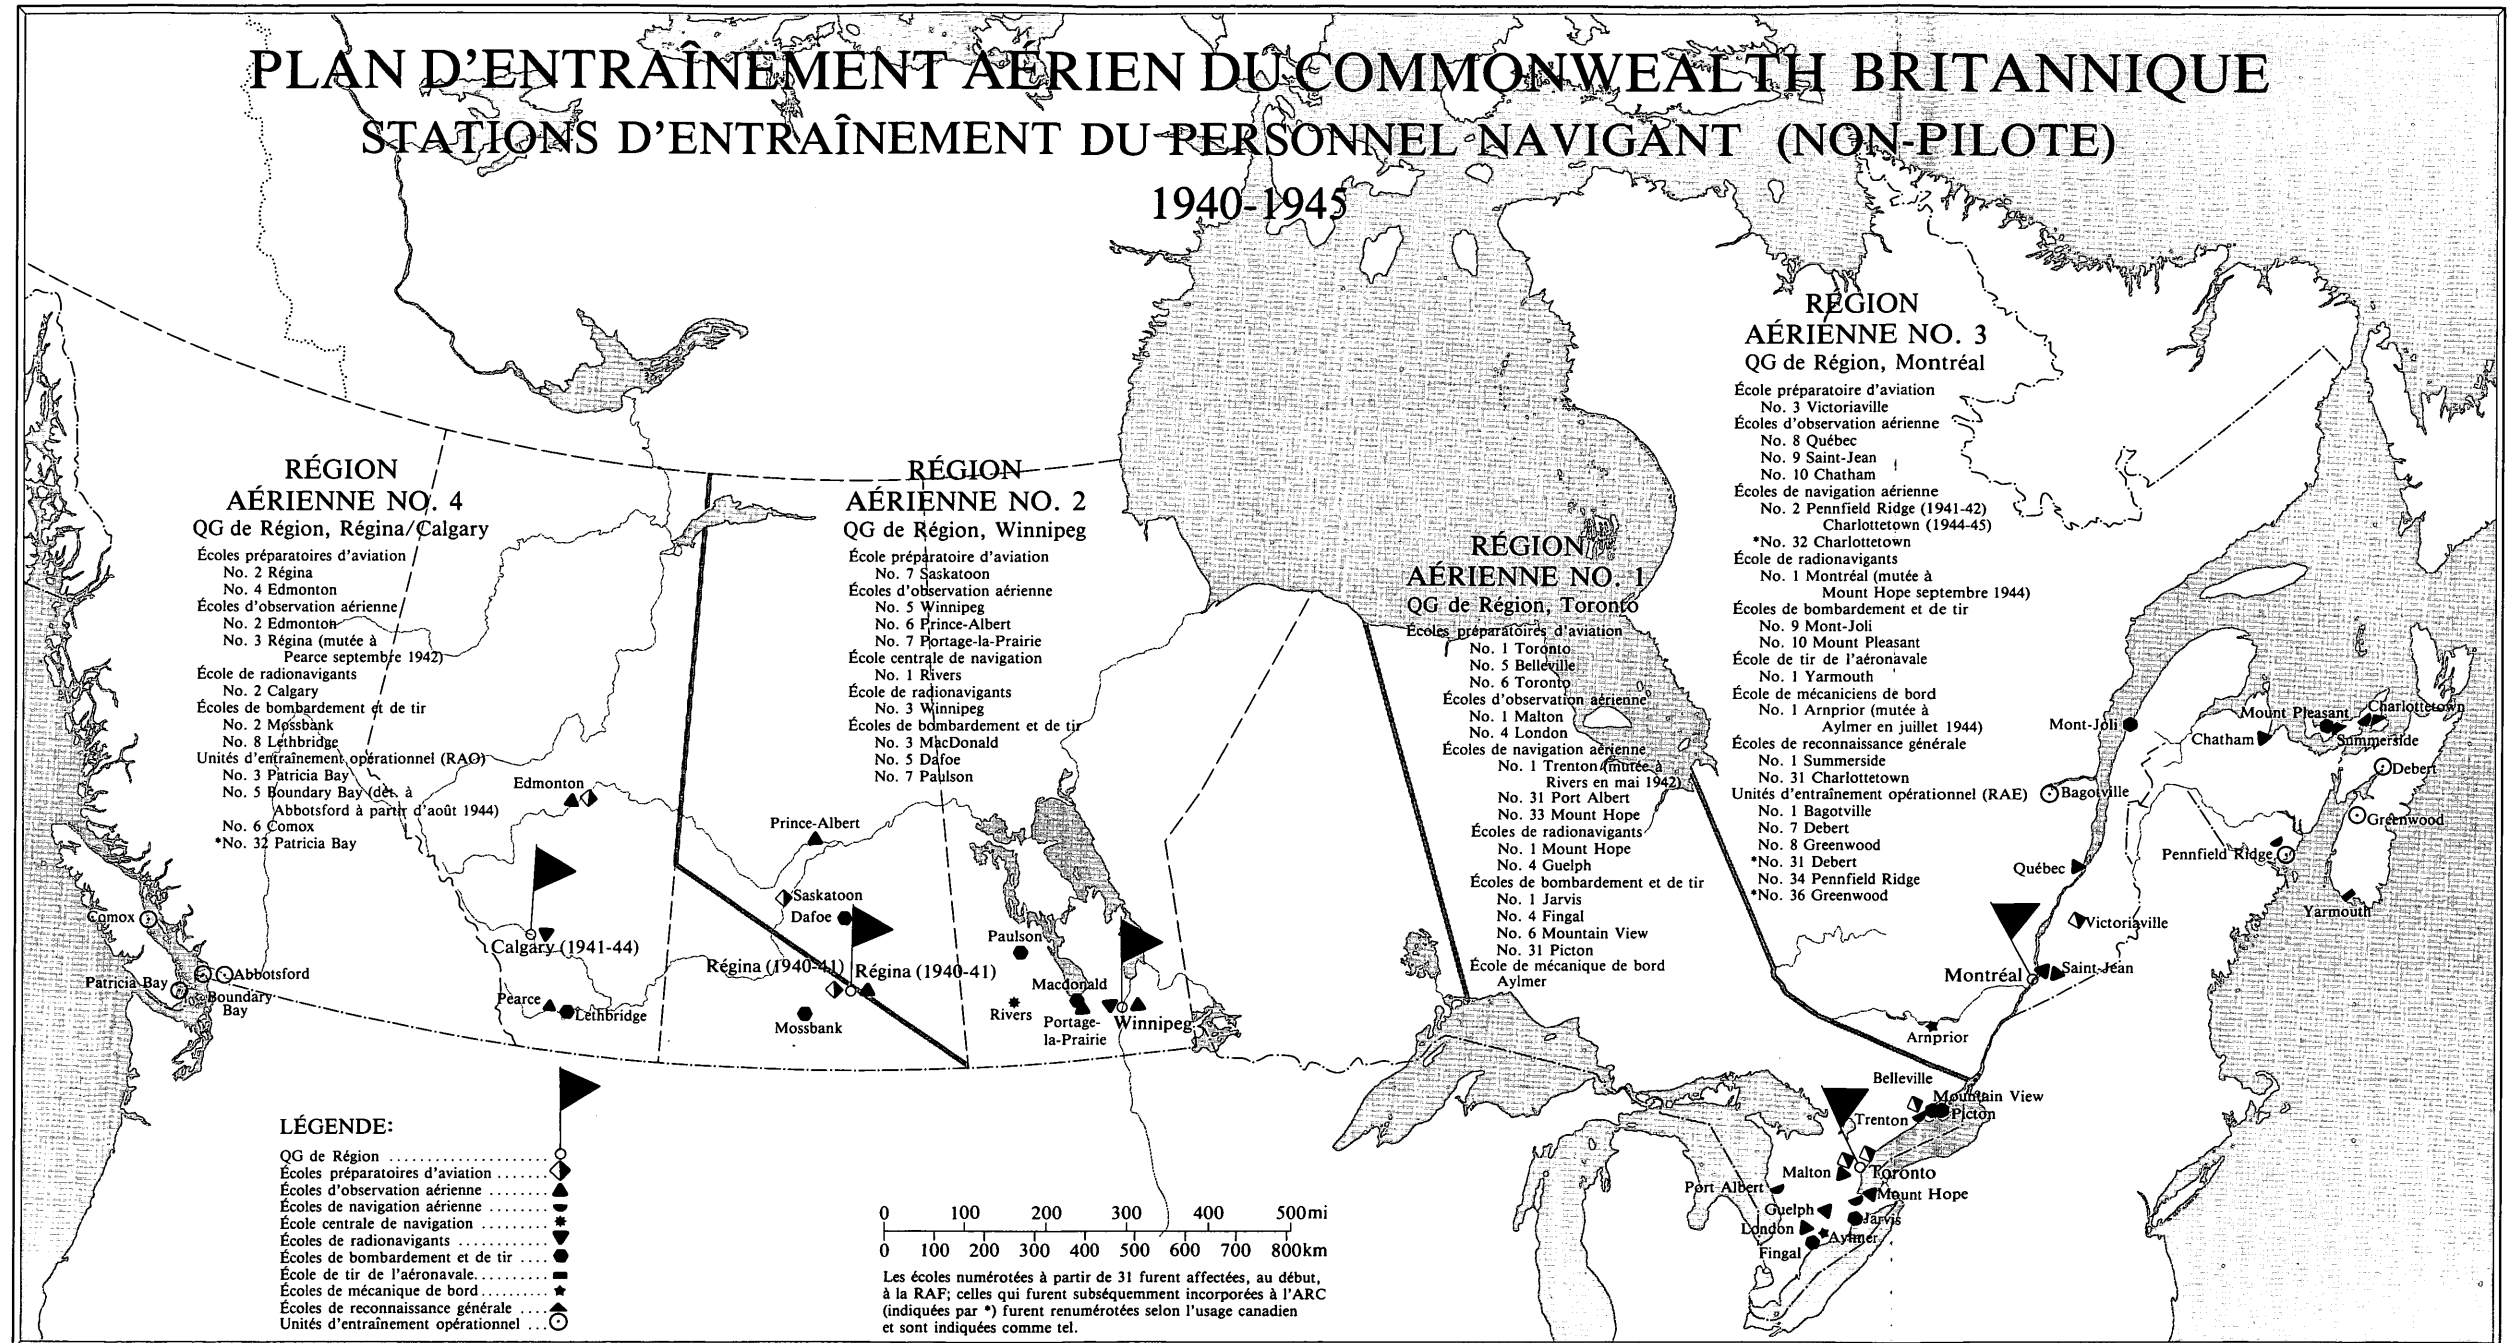 PLAN D'ENTRAÎNEMENT AÉRIEN DU COMMONWEALTH BRITANNIQUE
STATIONS D'ENTRAÎNEMENT DU PERSONNEL NAVIGANT (NON-PILOTE)
1940-1945
RÉGION
AÉRIENNE NO. 4
QG de Région, Régina/Calgary
Écoles préparatoires d'aviation
No. 2 Régina
No. 4 Edmonton
Écoles d'observation aérienne
No. 2 Edmonton
No. 3 Régina (mutée à
Pearce septembre 1942)
École de radionavigants
No. 2 Calgary
Écoles de bombardement et de tir
No. 2 Mossbank
No. 8 Lethbridge
Unités d'entraînement opérationnel (RAO)
No. 3 Patricia Bay
No. 5 Boundary Bay (dét. à
Abbotsford à partir d'août 1944)
No. 6 Comox
*No. 32 Patricia Bay
RÉGION
AÉRIENNE NO. 2
QG de Région, Winnipeg
École préparatoire d'aviation
No. 7 Saskatoon
Écoles d'observation aérienne
No. 5 Winnipeg
No. 6 Prince-Albert
No. 7 Portage-la-Prairie
École centrale de navigation
No. 1 Rivers
École de radionavigants
No. 3 Winnipeg
Écoles de bombardement et de tir
No. 3 MacDonald
No. 5 Dafoe
No. 7 Paulson
RÉGION
AÉRIENNE NO. 1
QG de Région, Toronto
Écoles préparatoires d'aviation
No. 1 Toronto
No. 5 Belleville
No. 6 Toronto
Écoles d'observation aérienne
No. 1 Malton
No. 4 London
Écoles de navigation aérienne
No. 1 Trenton (mutée à
Rivers en mai 1942)
No. 31 Port Albert
No. 33 Mount Hope
Écoles de radionavigants
No. 1 Mount Hope
No. 4 Guelph
Écoles de bombardement et de tir
No. 1 Jarvis
No. 4 Fingal
No. 6 Mountain View
No. 31 Picton
École de mécanique de bord
Aylmer
RÉGION
AÉRIENNE NO. 3
QG de Région, Montréal
École préparatoire d'aviation
No. 3 Victoriaville
Écoles d'observation aérienne
No. 8 Québec
No. 9 Saint-Jean
No. 10 Chatham
Écoles de navigation aérienne
No. 2 Pennfield Ridge (1941-42)
Charlottetown (1944-45)
*No. 32 Charlottetown
École de radionavigants
No. 1 Montréal (mutée à
Mount Hope septembre 1944)
Écoles de bombardement et de tir
No. 9 Mont-Joli
No. 10 Mount Pleasant
École de tir de l'aéronavale
No. 1 Yarmouth
École de mécaniciens de bord
No. 1 Arnprior (mutée à
Aylmer en juillet 1944)
Écoles de reconnaissance générale
No. 1 Summerside
No. 31 Charlottetown
Unités d'entraînement opérationnel (RAE)
No. 1 Bagotville
No. 7 Debert
No. 8 Greenwood
*No. 31 Debert
No. 34 Pennfield Ridge
*No. 36 Greenwood
Edmonton
Comox
Calgary (1941-44)
Abbotsford
Patricia Bay
Boundary
Bay
Pearce
Lethbridge
Prince-Albert
Saskatoon
Dafoe
Régina (1940-41)
Régina (1940-41)
Mossbank
Paulson
Rivers
Macdonald
Portage-
la-Prairie
Winnipeg
Mont-Joli
Mount Pleasant
Charlottetown
Chatham
Summerside
Debert
Bagotville
Greenwood
Pennfield Ridge
Québec
Yarmouth
Victoriaville
Montréal
Saint-Jean
Arnprior
Belleville
Mountain View
Trenton
Picton
Malton
Toronto
Port Albert
Mount Hope
Guelph
Jarvis
London
Aylmer
Fingal
LÉGENDE:
QG de Région
Écoles préparatoires d'aviation
Écoles d'observation aérienne
Écoles de navigation aérienne
École centrale de navigation
Écoles de radionavigants
Écoles de bombardement et de tir
École de tir de l'aéronavale
Écoles de mécanique de bord
Écoles de reconnaissance générale
Unités d'entraînement opérationnel
0 100 200 300 400 500mi
0 100 200 300 400 500 600 700 800km
Les écoles numérotées à partir de 31 furent affectées, au début,
à la RAF; celles qui furent subséquemment incorporées à l'ARC
(indiquées par *) furent renumérotées selon l'usage canadien
et sont indiquées comme tel.